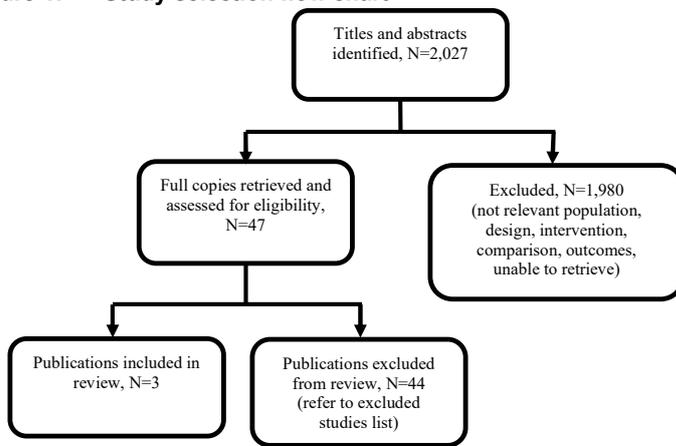 Titles and abstracts
identified, N=2,027
Full copies retrieved and
assessed for eligibility,
N=47
Excluded, N=1,980
(not relevant population,
design, intervention,
comparison, outcomes,
unable to retrieve)
Publications included in
review, N=3
Publications excluded
from review, N=44
(refer to excluded
studies list)